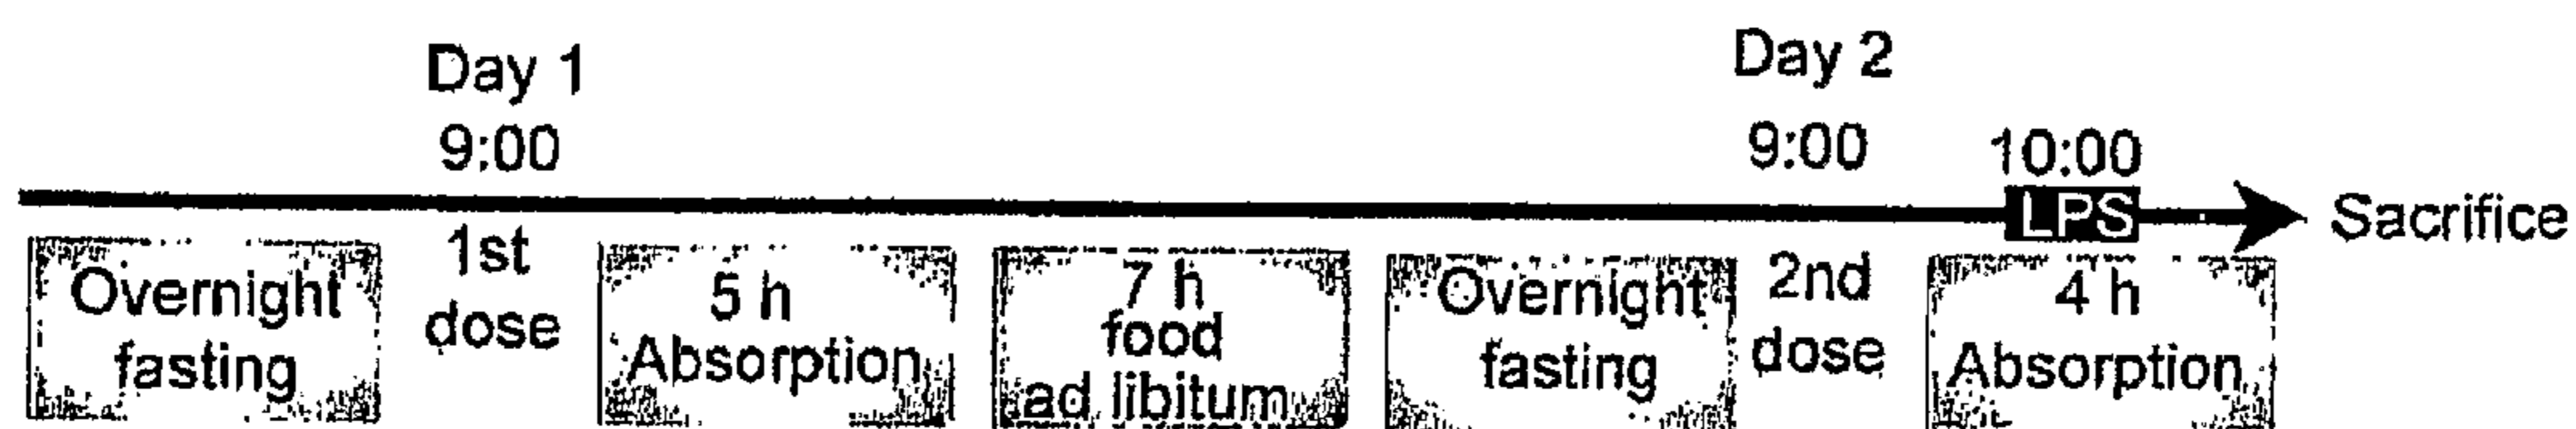 Day 1
9:00
Day 2
9:00
10:00
LPS
Sacrifice
Overnight
fasting
1st
dose
5 h
Absorption
7 h
food
ad libitum
Overnight
fasting
2nd
dose
4 h
Absorption